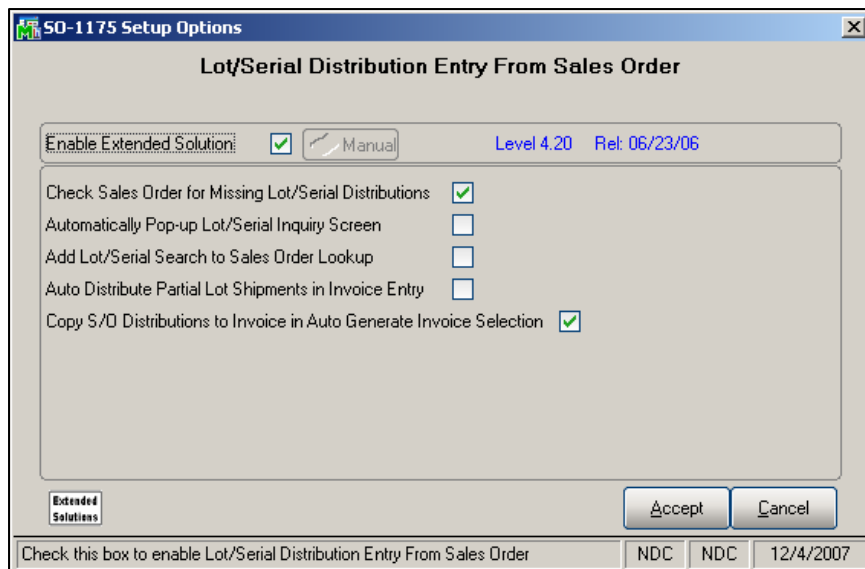 SO-1175 Setup Options
Lot/Serial Distribution Entry From Sales Order
Enable Extended Solution Manual Level 4.20 Rel: 06/23/06
Check Sales Order for Missing Lot/Serial Distributions
Automatically Pop-up Lot/Serial Inquiry Screen
Add Lot/Serial Search to Sales Order Lookup
Auto Distribute Partial Lot Shipments in Invoice Entry
Copy S/O Distributions to Invoice in Auto Generate Invoice Selection
Extended
Solutions
Accept Cancel
Check this box to enable Lot/Serial Distribution Entry From Sales Order NDC NDC 12/4/2007